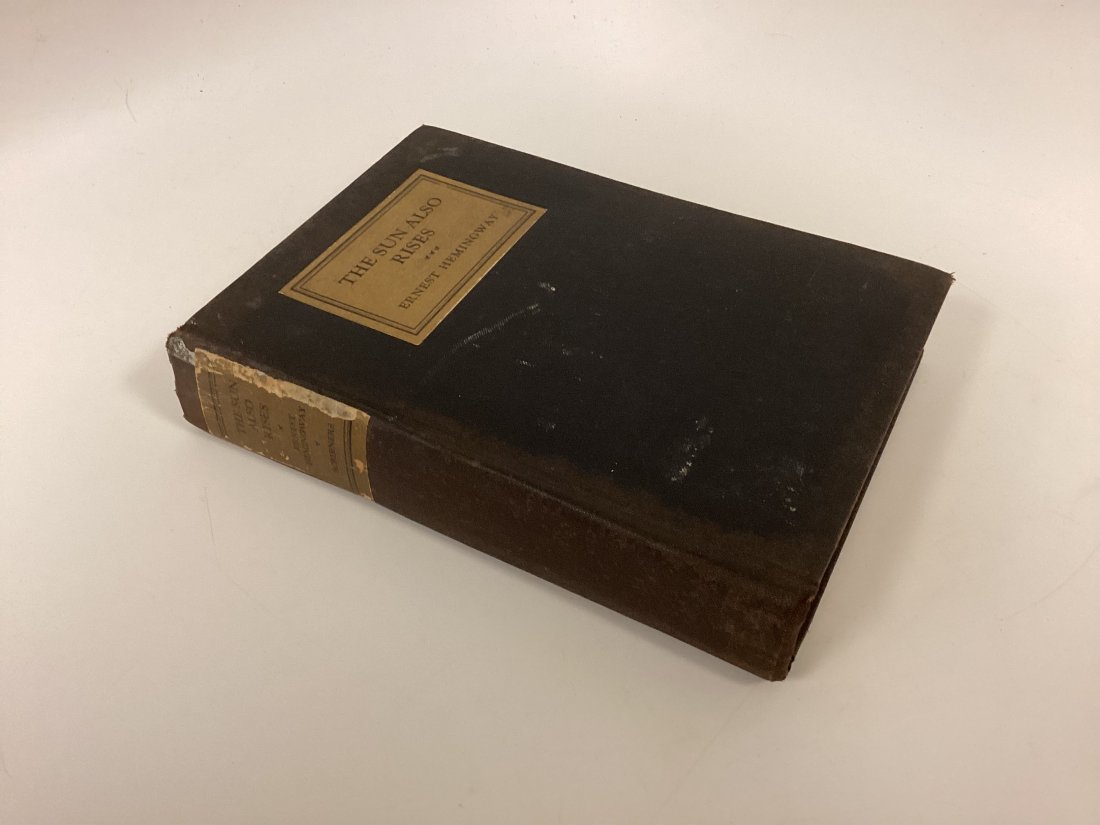 THE SUN ALSO
RISES
ERNEST HEMINGWAY
THE SUN
ALSO
RISES
ERNEST
HEMINGWAY
SCRIBNERS